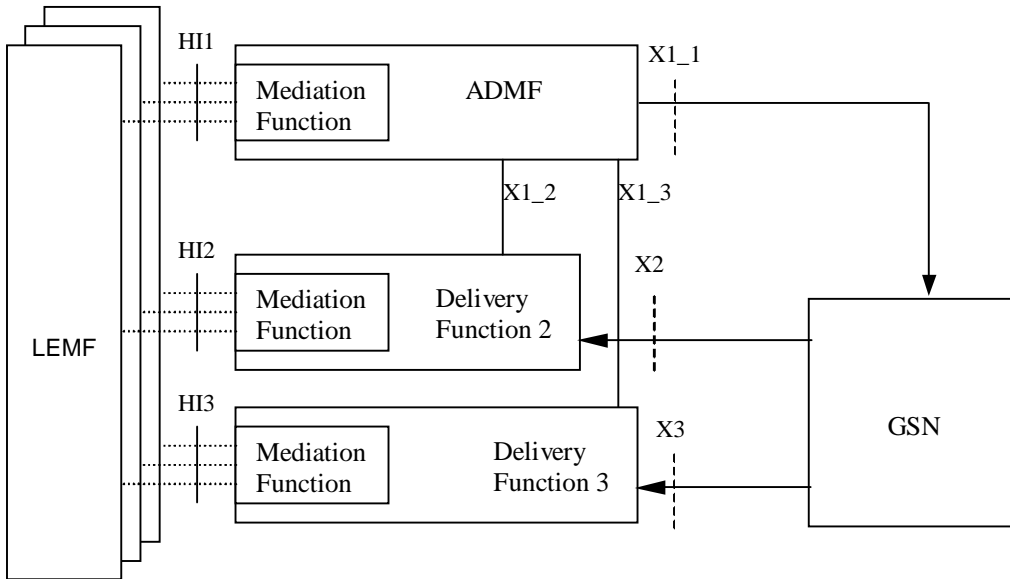 HI1
X1_1
Mediation
Function
ADMF
X1_2
X1_3
HI2
X2
Mediation
Function
Delivery
Function 2
LEMF
HI3
X3
GSN
Mediation
Function
Delivery
Function 3